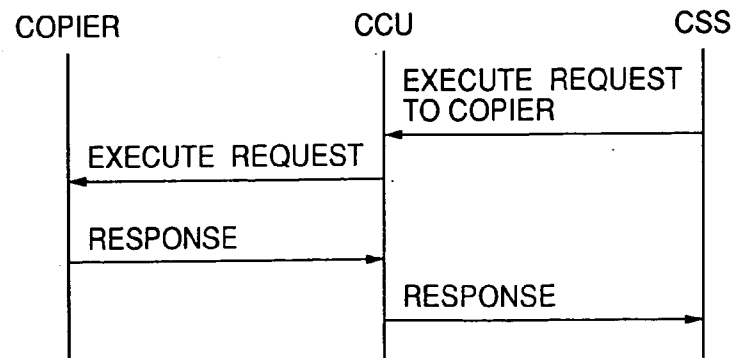 COPIER
CCU
CSS
EXECUTE REQUEST
TO COPIER
EXECUTE REQUEST
RESPONSE
RESPONSE